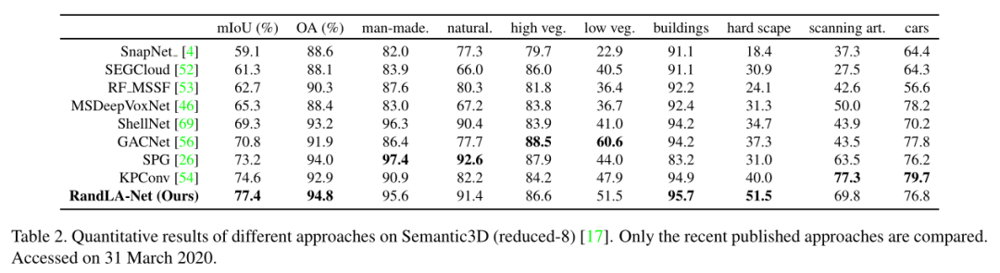 mIoU (%) OA (%) man-made. natural. high veg. low veg. buildings hard scape scanning art. cars
SnapNet_ [4] 59.1 88.6 82.0 77.3 79.7 22.9 91.1 18.4 37.3 64.4
SEGCloud [52] 61.3 88.1 83.9 66.0 86.0 40.5 91.1 30.9 27.5 64.3
RF_MSSF [53] 62.7 90.3 87.6 80.3 81.8 36.4 92.2 24.1 42.6 56.6
MSDeepVoxNet [46] 65.3 88.4 83.0 67.2 83.8 36.7 92.4 31.3 50.0 78.2
ShellNet [69] 69.3 93.2 96.3 90.4 83.9 41.0 94.2 34.7 43.9 70.2
GACNet [56] 70.8 91.9 86.4 77.7 88.5 60.6 94.2 37.3 43.5 77.8
SPG [26] 73.2 94.0 97.4 92.6 87.9 44.0 83.2 31.0 63.5 76.2
KPConv [54] 74.6 92.9 90.9 82.2 84.2 47.9 94.9 40.0 77.3 79.7
RandLA-Net (Ours) 77.4 94.8 95.6 91.4 86.6 51.5 95.7 51.5 69.8 76.8
Table 2. Quantitative results of different approaches on Semantic3D (reduced-8) [17]. Only the recent published approaches are compared.
Accessed on 31 March 2020.